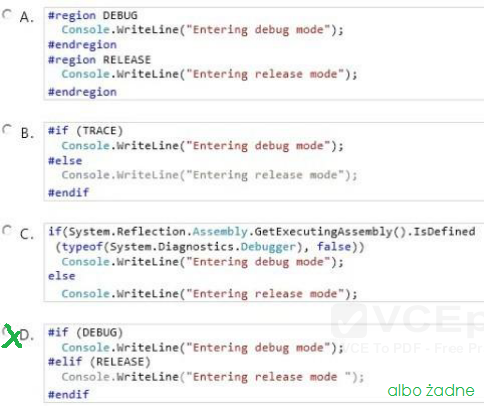 A. #region DEBUG
Console.WriteLine("Entering debug mode");
#endregion
#region RELEASE
Console.WriteLine("Entering release mode");
#endregion
B. #if (TRACE)
Console.WriteLine("Entering debug mode");
#else
Console.WriteLine("Entering release mode");
#endif
C. if(System.Reflection.Assembly.GetExecutingAssembly().IsDefined
(typeof(System.Diagnostics.Debugger), false))
Console.WriteLine("Entering debug mode");
else
Console.WriteLine("Entering release mode");
X D. #if (DEBUG)
Console.WriteLine("Entering debug mode");
#elif (RELEASE)
Console.WriteLine("Entering release mode ");
#endif
VCEp
VCE To PDF - Free Pr
albo żadne